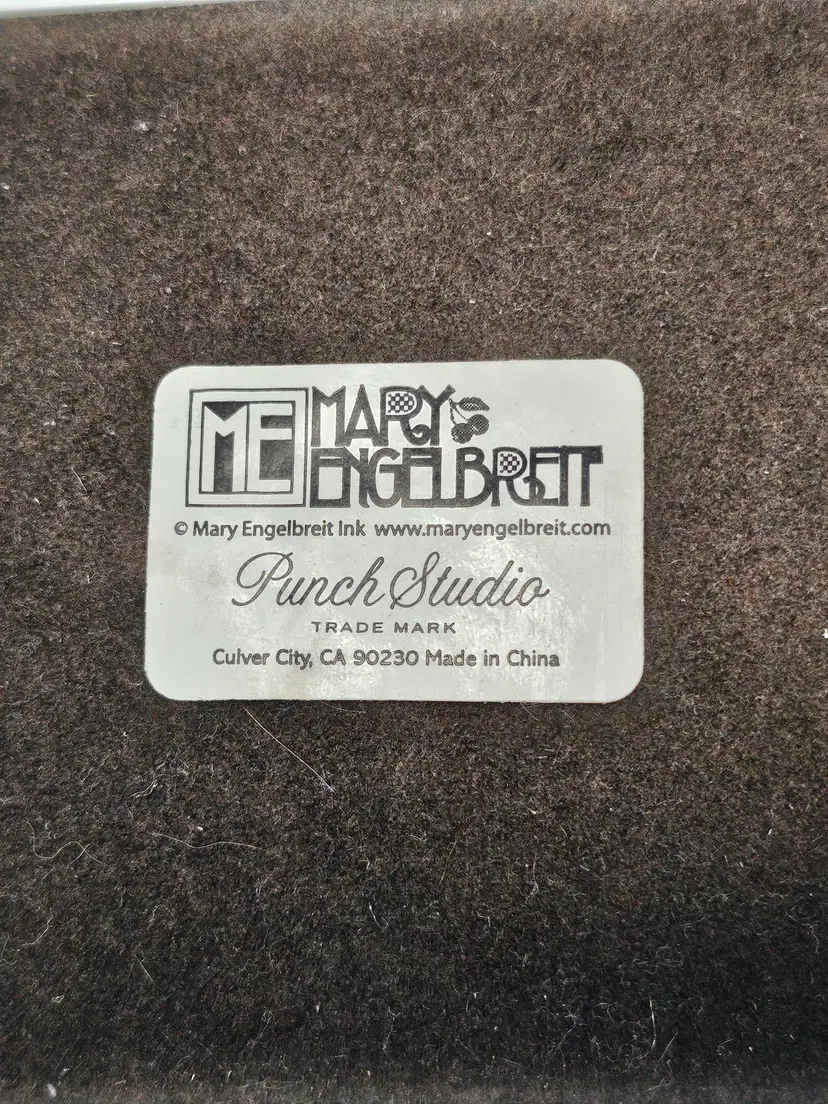 ME MARY
ENGELBREIT
© Mary Engelbreit Ink www.maryengelbreit.com
Punch Studio
TRADE MARK
Culver City, CA 90230 Made in China